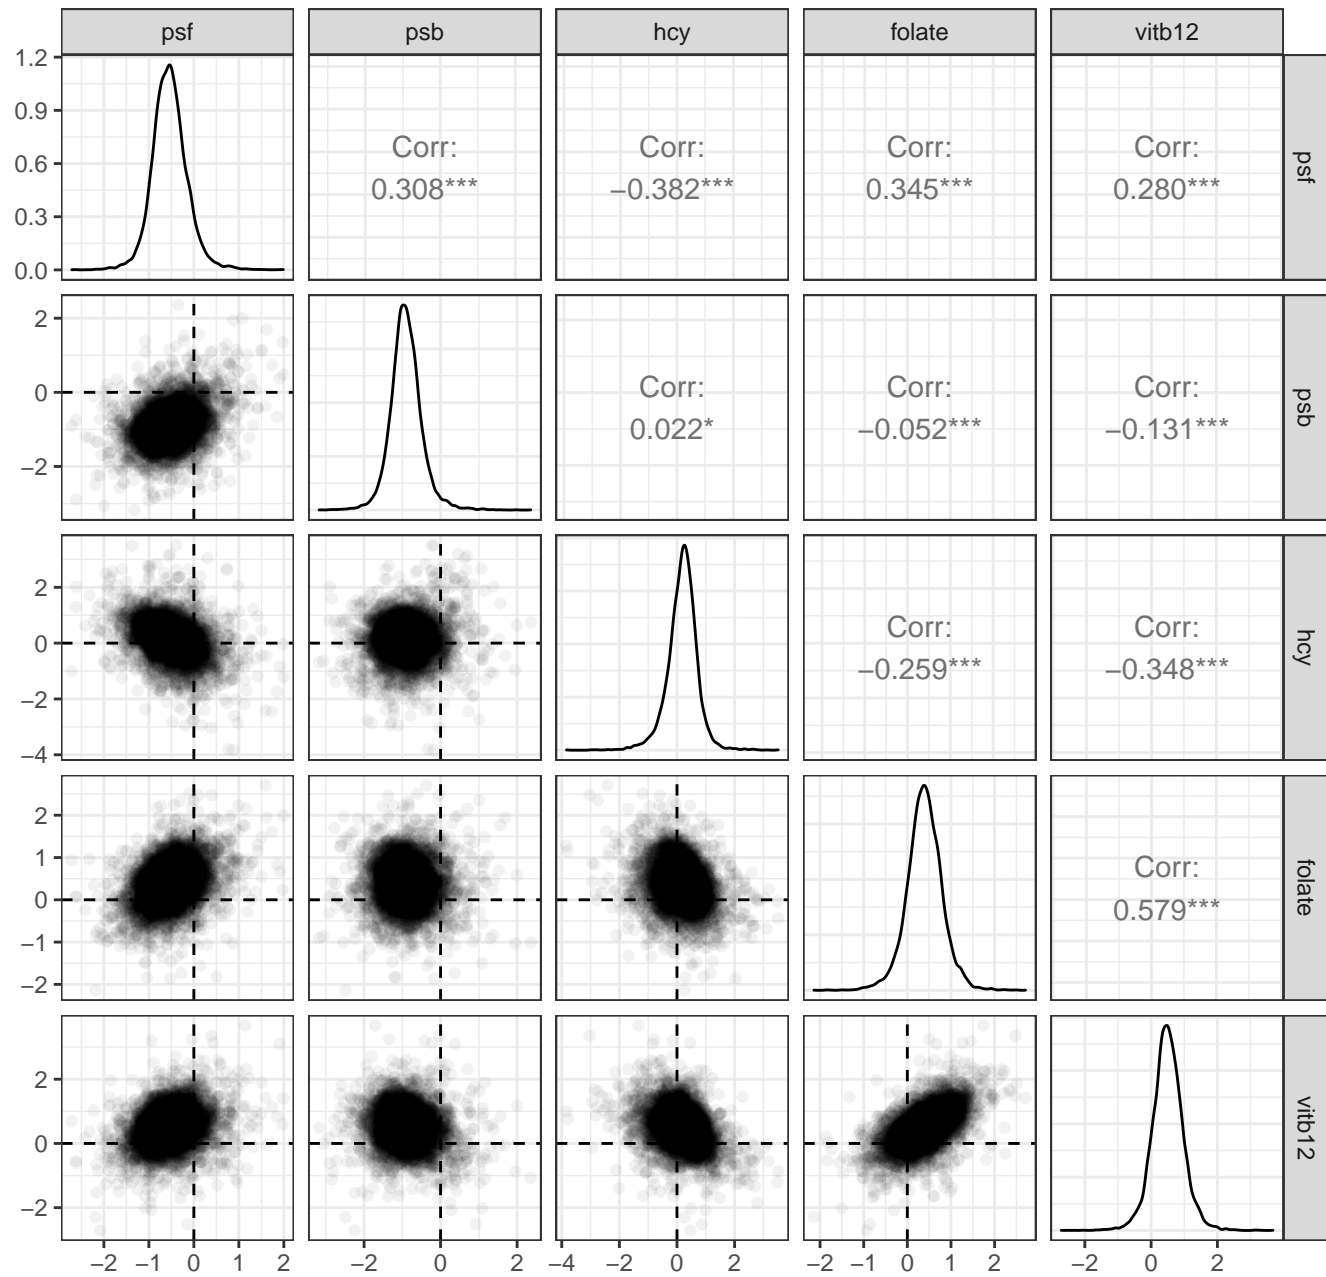 psf psb hcy folate vitb12
1.2
0.9
0.6
0.3
0.0
Corr:
0.308***
Corr:
−0.382***
Corr:
0.345***
Corr:
0.280***
psf
2
0
−2
Corr:
0.022*
Corr:
−0.052***
Corr:
−0.131***
psb
2
0
−2
−4
Corr:
−0.259***
Corr:
−0.348***
hcy
2
1
0
−1
−2
Corr:
0.579***
folate
2
0
−2
vitb12
−2 −1 0 1 2 −2 0 2 −4 −2 0 2 −2 −1 0 1 2 −2 0 2